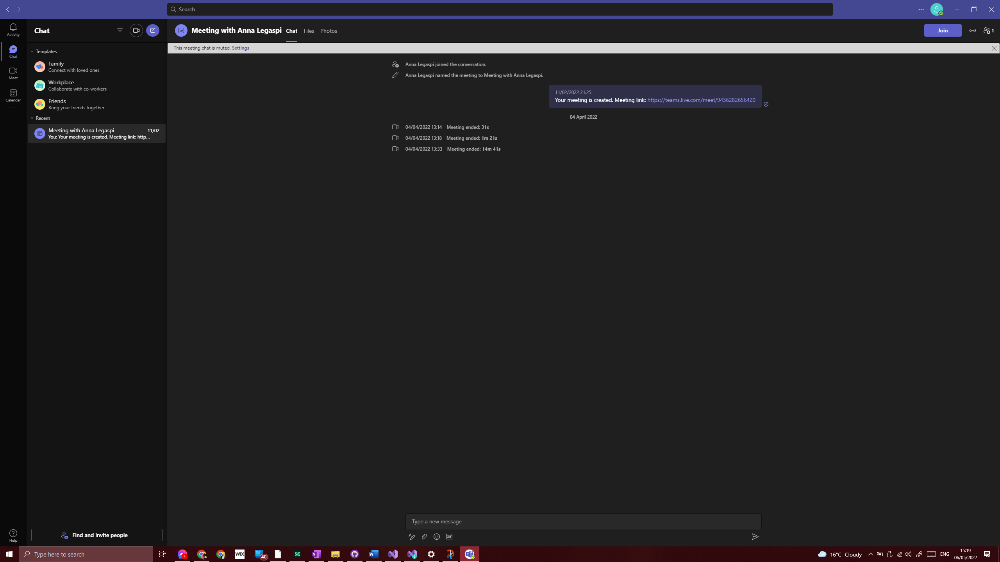 Search
Activity
Chat
Meet
Calendar
Help
Chat
Templates
Family
Connect with loved ones
Workplace
Collaborate with co-workers
Friends
Bring your friends together
Recent
Meeting with Anna Legaspi 11/02
You: Your meeting is created. Meeting link: http...
Find and invite people
Meeting with Anna Legaspi Chat Files Photos Join 1
This meeting chat is muted. Settings
Anna Legaspi joined the conversation.
Anna Legaspi named the meeting to Meeting with Anna Legaspi.
11/02/2022 21:25
Your meeting is created. Meeting link: https://teams.live.com/meet/9436282656420
04 April 2022
04/04/2022 13:14 Meeting ended: 31s
04/04/2022 13:18 Meeting ended: 1m 21s
04/04/2022 13:33 Meeting ended: 14m 41s
Type a new message
GIF
Type here to search
2
WIX
40
N
W
T
16°C Cloudy
ENG
15:19
06/05/2022